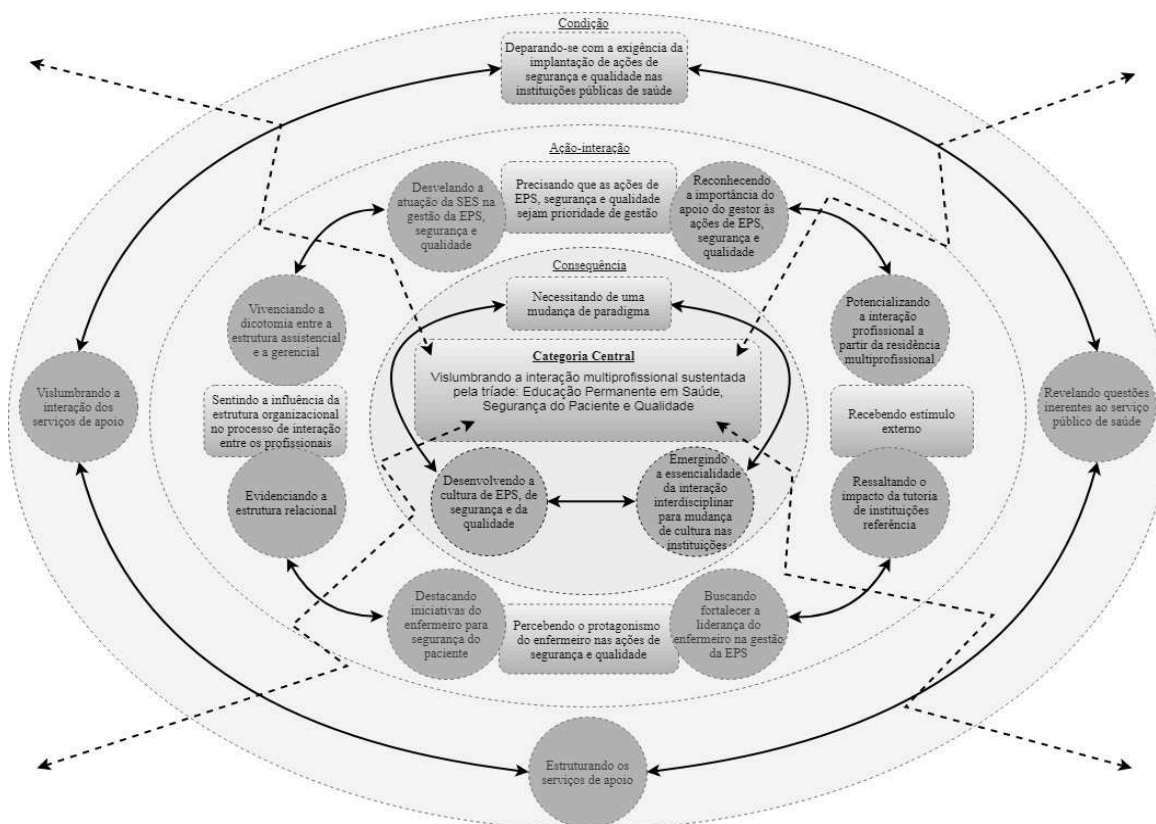 Condição
Deparando-se com a exigência da
implantação de ações de
segurança e qualidade nas
instituições públicas de saúde
Ação-interação
Desvelando a
atuação da SES na
gestão da EPS,
segurança e
qualidade
Precisando que as ações de
EPS, segurança e qualidade
sejam prioridade de gestão
Reconhecendo
a importância do
apoio do gestor às
ações de EPS,
segurança e
qualidade
Consequência
Necessitando de uma
mudança de paradigma
Vivenciando a
dicotomia entre a
estrutura assistencial
e a gerencial
Potencializando
a interação
profissional a
partir da residência
multiprofissional
Categoria Central
Vislumbrando a interação multiprofissional sustentada
pela tríade: Educação Permanente em Saúde,
Segurança do Paciente e Qualidade
Vislumbrando a
interação dos
serviços de apoio
Sentindo a influência da
estrutura organizacional
no processo de interação
entre os profissionais
Recebendo estímulo
externo
Revelando questões
inerentes ao serviço
público de saúde
Evidenciando a
estrutura relacional
Desenvolvendo a
cultura de EPS, de
segurança e da
qualidade
Emergindo
a essencialidade
da interação
interdisciplinar
para mudança
de cultura nas
instituições
Ressaltando o
impacto da tutoria
de instituições
referência
Destacando
iniciativas do
enfermeiro para
segurança do
paciente
Percebendo o protagonismo
do enfermeiro nas ações de
segurança e qualidade
Buscando
fortalecer a
liderança do
enfermeiro na gestão
da EPS
Estruturando os
serviços de apoio